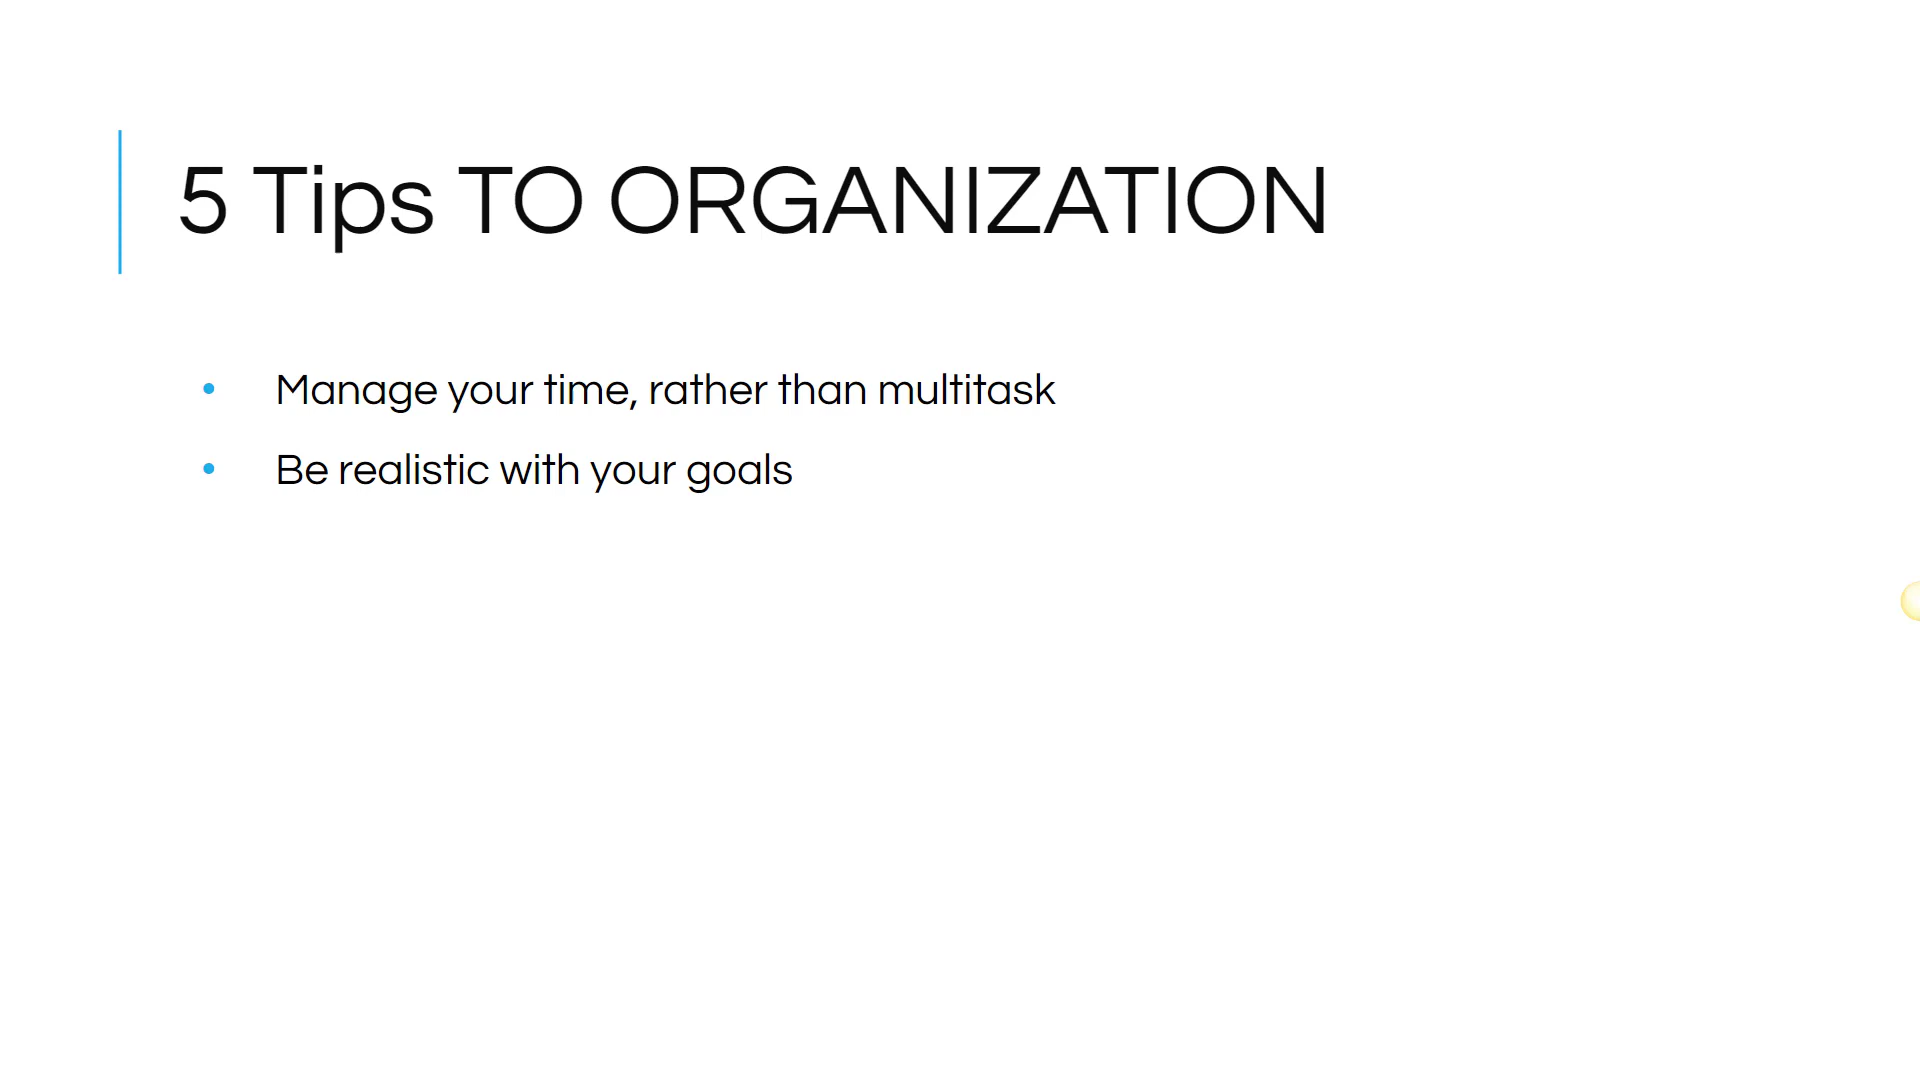 5 Tips TO ORGANIZATION
Manage your time, rather than multitask
Be realistic with your goals